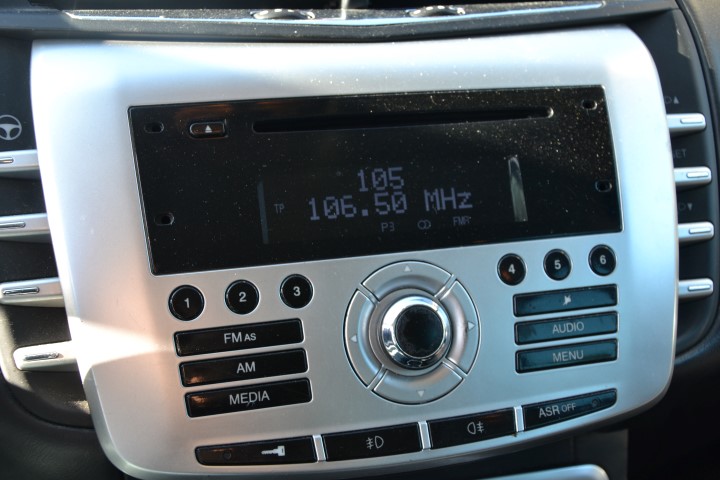 105
TP 106.50 MHz
P3 FMR
1 2 3 4 5 6
FM AS
AM
MEDIA
AUDIO
MENU
ASR OFF